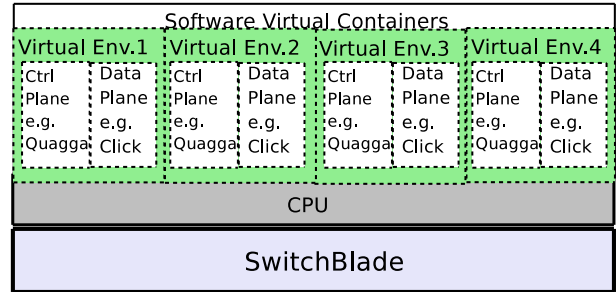 Software Virtual Containers
Virtual Env.1
Ctrl
Plane
e.g.
Quagga
Data
Plane
e.g.
Click
Virtual Env.2
Ctrl
Plane
e.g.
Quagga
Data
Plane
e.g.
Click
Virtual Env.3
Ctrl
Plane
e.g.
Quagga
Data
Plane
e.g.
Click
Virtual Env.4
Ctrl
Plane
e.g.
Quagga
Data
Plane
e.g.
Click
CPU
SwitchBlade